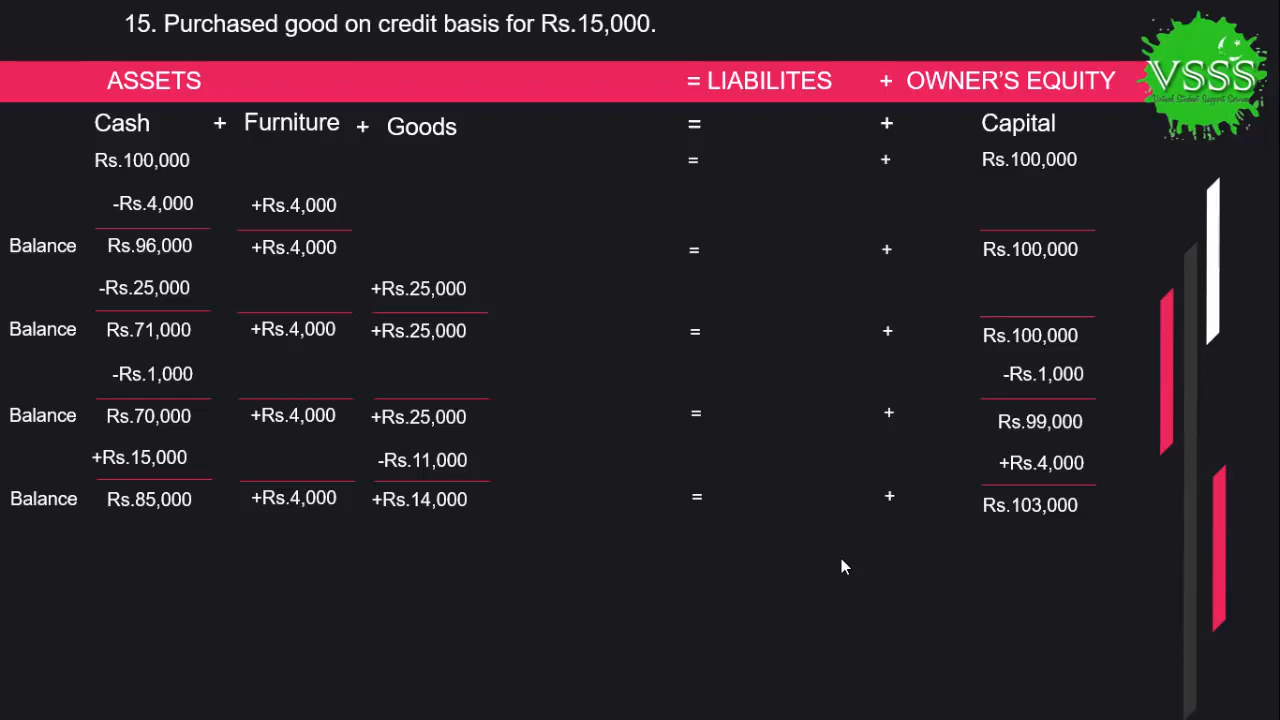 15. Purchased good on credit basis for Rs.15,000.
ASSETS = LIABILITES + OWNER'S EQUITY
VSSS
Virtual Student Support Services
Cash + Furniture + Goods = + Capital
Rs.100,000 = + Rs.100,000
-Rs.4,000 +Rs.4,000
Balance Rs.96,000 +Rs.4,000 = + Rs.100,000
-Rs.25,000 +Rs.25,000
Balance Rs.71,000 +Rs.4,000 +Rs.25,000 = + Rs.100,000
-Rs.1,000 -Rs.1,000
Balance Rs.70,000 +Rs.4,000 +Rs.25,000 = + Rs.99,000
+Rs.15,000 -Rs.11,000 +Rs.4,000
Balance Rs.85,000 +Rs.4,000 +Rs.14,000 = + Rs.103,000